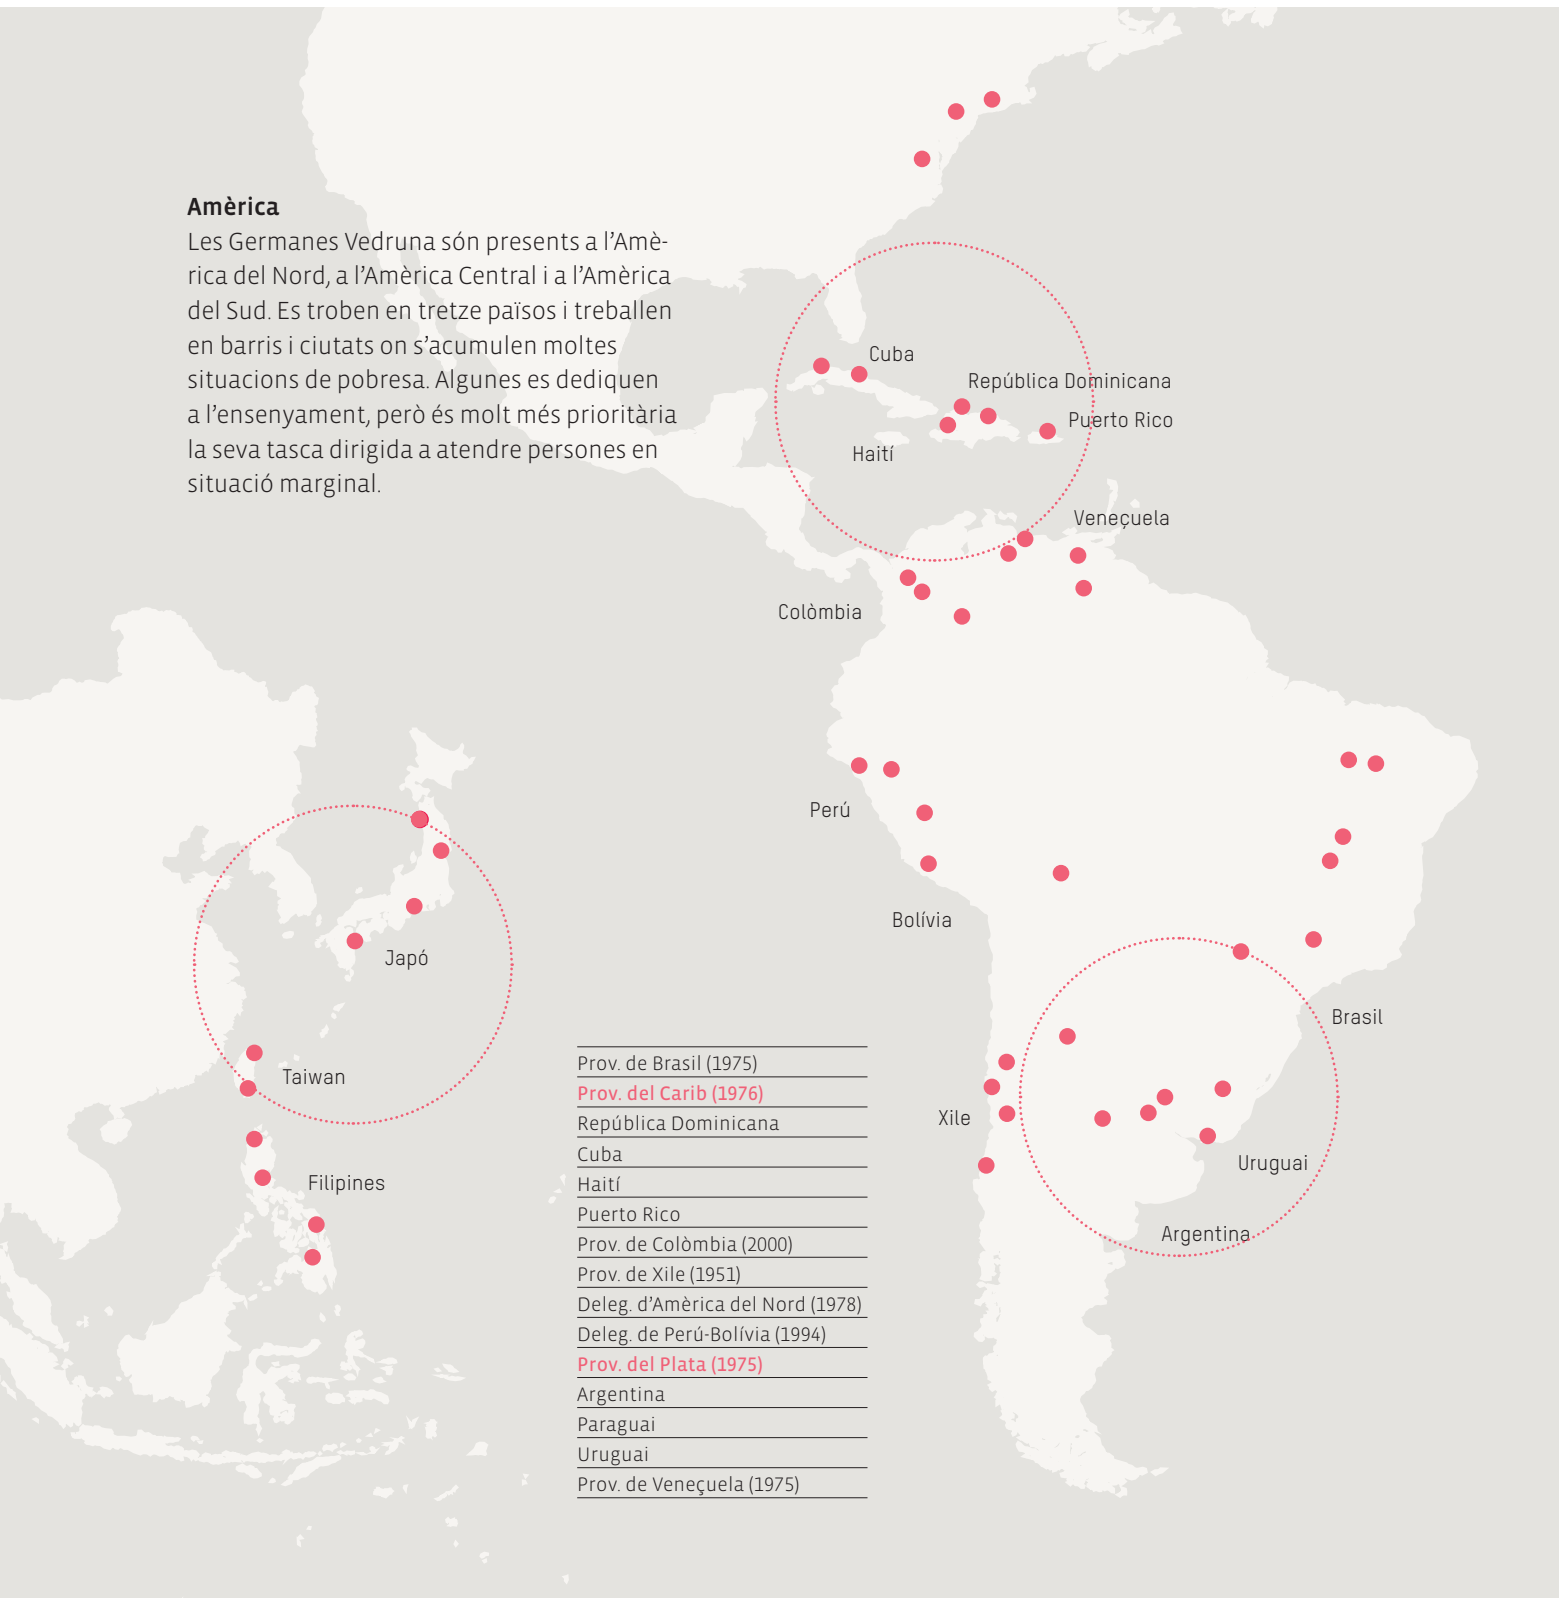 Amèrica
Les Germanes Vedruna són presents a l’Amè-
rica del Nord, a l’Amèrica Central i a l’Amèrica
del Sud. Es troben en tretze països i treballen
en barris i ciutats on s’acumulen moltes
situacions de pobresa. Algunes es dediquen
a l’ensenyament, però és molt més prioritària
la seva tasca dirigida a atendre persones en
situació marginal.
Cuba
República Dominicana
Puerto Rico
Haití
Veneçuela
Colòmbia
Perú
Bolívia
Brasil
Xile
Uruguai
Argentina
Japó
Taiwan
Filipines
Prov. de Brasil (1975)
Prov. del Carib (1976)
República Dominicana
Cuba
Haití
Puerto Rico
Prov. de Colòmbia (2000)
Prov. de Xile (1951)
Deleg. d’Amèrica del Nord (1978)
Deleg. de Perú-Bolívia (1994)
Prov. del Plata (1975)
Argentina
Paraguai
Uruguai
Prov. de Veneçuela (1975)